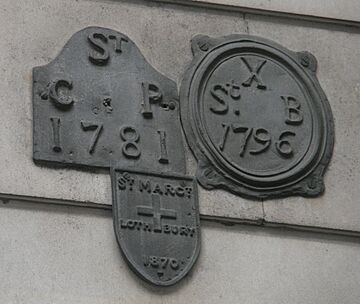 ST
C P
1781
X
St B
1796
ST MARGT
LOTHBURY
1870